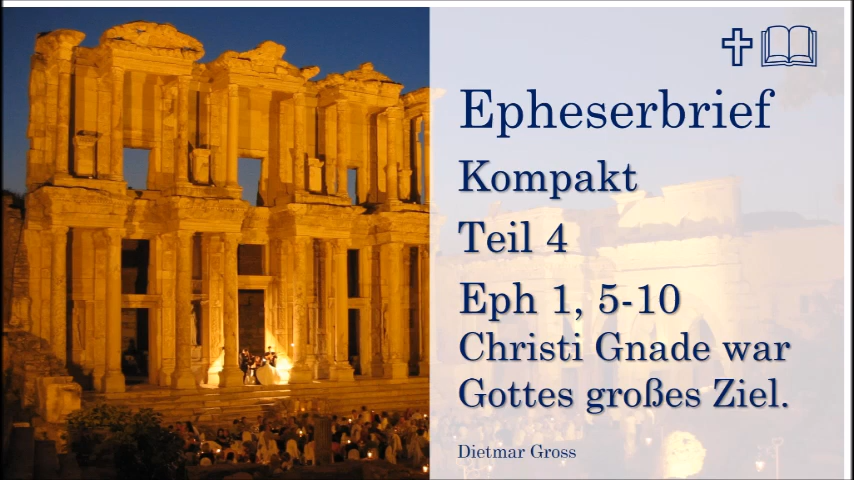 Epheserbrief
Kompakt
Teil 4
Eph 1, 5-10
Christi Gnade war
Gottes großes Ziel.
Dietmar Gross